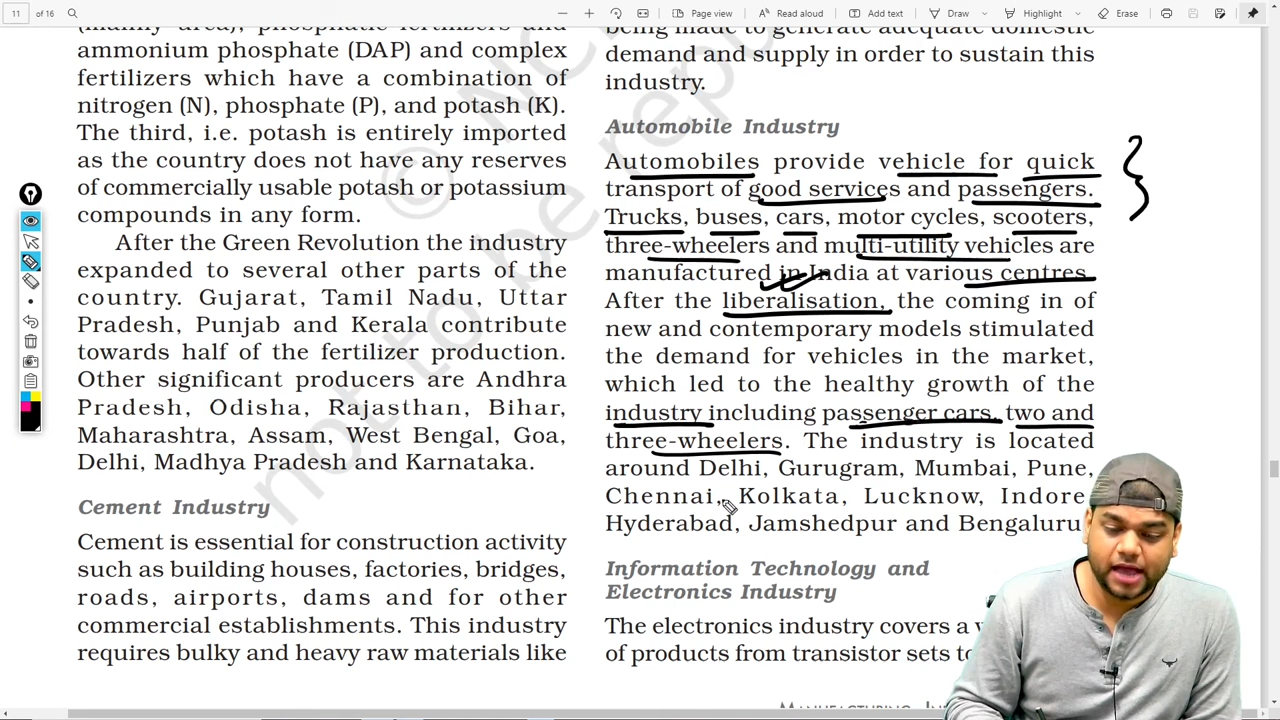 11 of 16
Page view
Read aloud
Add text
Draw
Highlight
Erase
ammonium phosphate (DAP) and complex
fertilizers which have a combination of
nitrogen (N), phosphate (P), and potash (K).
The third, i.e. potash is entirely imported
as the country does not have any reserves
of commercially usable potash or potassium
compounds in any form.
After the Green Revolution the industry
expanded to several other parts of the
country. Gujarat, Tamil Nadu, Uttar
Pradesh, Punjab and Kerala contribute
towards half of the fertilizer production.
Other significant producers are Andhra
Pradesh, Odisha, Rajasthan, Bihar,
Maharashtra, Assam, West Bengal, Goa,
Delhi, Madhya Pradesh and Karnataka.
Cement Industry
Cement is essential for construction activity
such as building houses, factories, bridges,
roads, airports, dams and for other
commercial establishments. This industry
requires bulky and heavy raw materials like
being made to generate adequate domestic
demand and supply in order to sustain this
industry.
Automobile Industry
Automobiles provide vehicle for quick
transport of good services and passengers.
Trucks, buses, cars, motor cycles, scooters,
three-wheelers and multi-utility vehicles are
manufactured in India at various centres.
After the liberalisation, the coming in of
new and contemporary models stimulated
the demand for vehicles in the market,
which led to the healthy growth of the
industry including passenger cars, two and
three-wheelers. The industry is located
around Delhi, Gurugram, Mumbai, Pune,
Chennai, Kolkata, Lucknow, Indore
Hyderabad, Jamshedpur and Bengaluru
Information Technology and
Electronics Industry
The electronics industry covers a
of products from transistor sets to
not to be